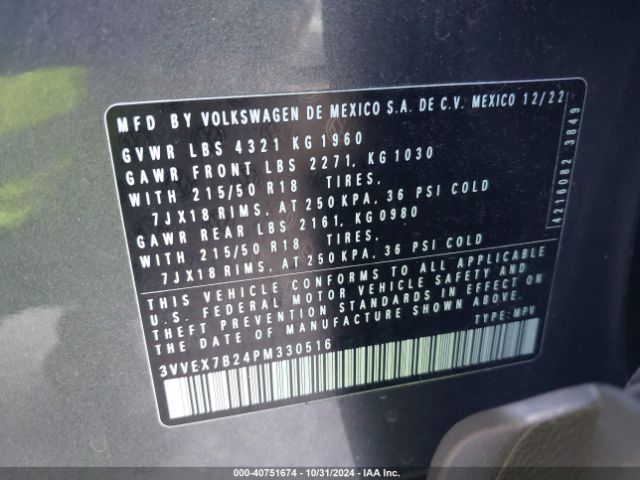 MFD BY VOLKSWAGEN DE MEXICO S.A. DE C.V. MEXICO 12/22
GVWR LBS 4321 KG 1960
GAWR FRONT LBS 2271, KG 1030
WITH 215/50 R18 TIRES,
7JX18 RIMS, AT 250 KPA, 36 PSI COLD
GAWR REAR LBS 2161, KG 0980
WITH 215/50 R18 TIRES,
7JX18 RIMS, AT 250 KPA, 36 PSI COLD
THIS VEHICLE CONFORMS TO ALL APPLICABLE
U.S. FEDERAL MOTOR VEHICLE SAFETY AND
THEFT PREVENTION STANDARDS IN EFFECT ON
THE DATE OF MANUFACTURE SHOWN ABOVE.
3VVEX7B24PM330516 TYPE: MPV
4216082 3849
000-40751674 | 10/31/2024 | IAA Inc.